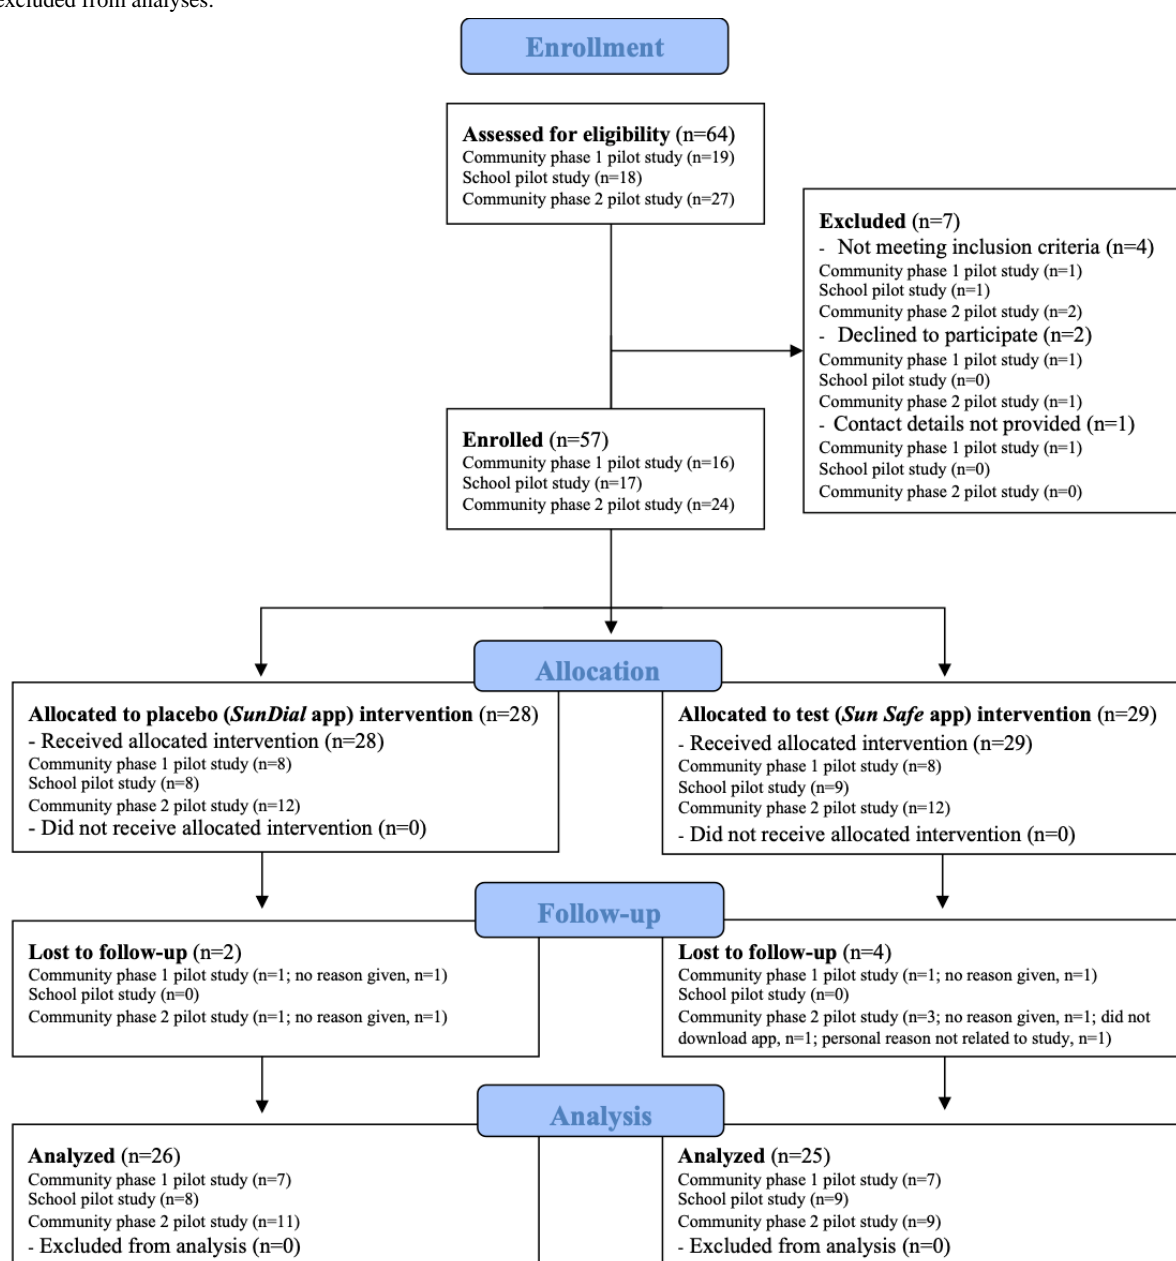 excluded from analyses.
Enrollment
Assessed for eligibility (n=64)
Community phase 1 pilot study (n=19)
School pilot study (n=18)
Community phase 2 pilot study (n=27)
Excluded (n=7)
- Not meeting inclusion criteria (n=4)
Community phase 1 pilot study (n=1)
School pilot study (n=1)
Community phase 2 pilot study (n=2)
- Declined to participate (n=2)
Community phase 1 pilot study (n=1)
School pilot study (n=0)
Community phase 2 pilot study (n=1)
- Contact details not provided (n=1)
Community phase 1 pilot study (n=1)
School pilot study (n=0)
Community phase 2 pilot study (n=0)
Enrolled (n=57)
Community phase 1 pilot study (n=16)
School pilot study (n=17)
Community phase 2 pilot study (n=24)
Allocation
Allocated to placebo (SunDial app) intervention (n=28)
- Received allocated intervention (n=28)
Community phase 1 pilot study (n=8)
School pilot study (n=8)
Community phase 2 pilot study (n=12)
- Did not receive allocated intervention (n=0)
Allocated to test (Sun Safe app) intervention (n=29)
- Received allocated intervention (n=29)
Community phase 1 pilot study (n=8)
School pilot study (n=9)
Community phase 2 pilot study (n=12)
- Did not receive allocated intervention (n=0)
Follow-up
Lost to follow-up (n=2)
Community phase 1 pilot study (n=1; no reason given, n=1)
School pilot study (n=0)
Community phase 2 pilot study (n=1; no reason given, n=1)
Lost to follow-up (n=4)
Community phase 1 pilot study (n=1; no reason given, n=1)
School pilot study (n=0)
Community phase 2 pilot study (n=3; no reason given, n=1; did not
download app, n=1; personal reason not related to study, n=1)
Analysis
Analyzed (n=26)
Community phase 1 pilot study (n=7)
School pilot study (n=8)
Community phase 2 pilot study (n=11)
- Excluded from analysis (n=0)
Analyzed (n=25)
Community phase 1 pilot study (n=7)
School pilot study (n=9)
Community phase 2 pilot study (n=9)
- Excluded from analysis (n=0)